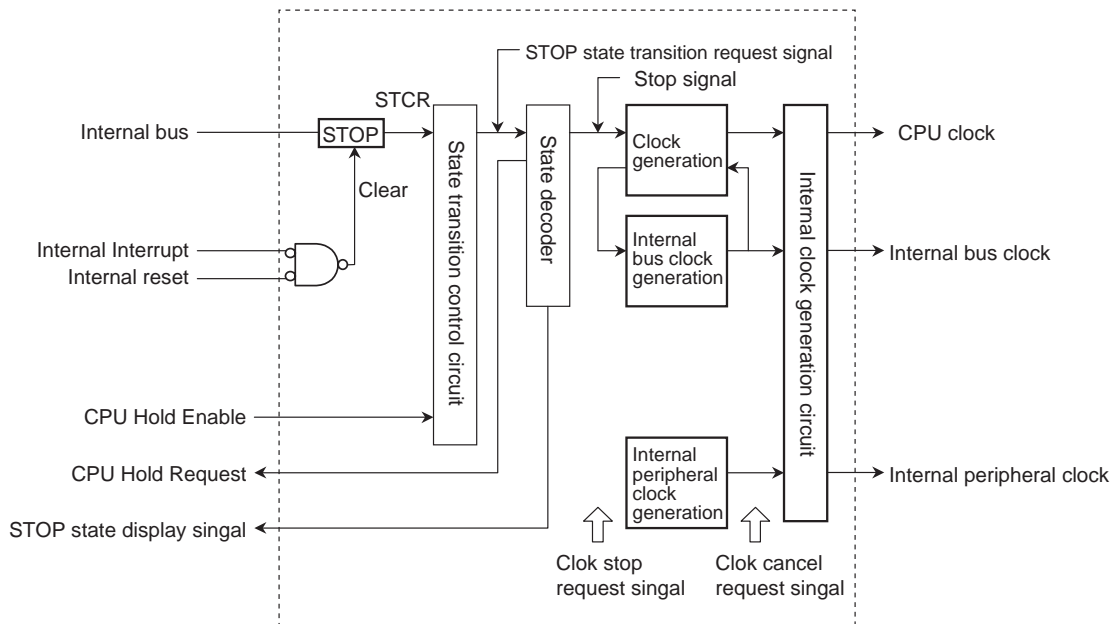 STOP state transition request signal
Stop signal
STCR
Internal bus
STOP
Clear
Internal Interrupt
Internal reset
State transition control circuit
State decoder
Clock
generation
Internal
bus clock
generation
Internal clock generation circuit
CPU clock
Internal bus clock
CPU Hold Enable
CPU Hold Request
STOP state display singal
Internal
peripheral
clock
generation
Internal peripheral clock
Clok stop
request singal
Clok cancel
request singal